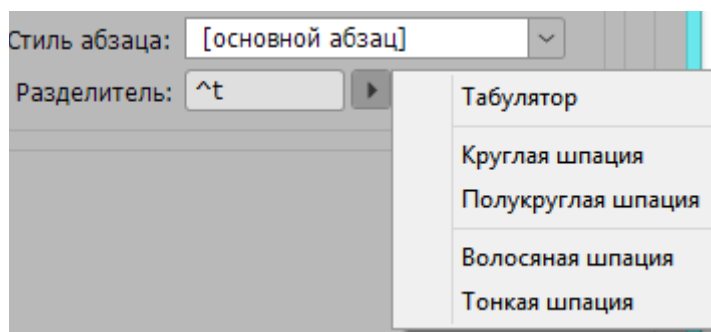 Стиль абзаца: [основной абзац]
Разделитель: ^t
Табулятор
Круглая шпация
Полукруглая шпация
Волосяная шпация
Тонкая шпация